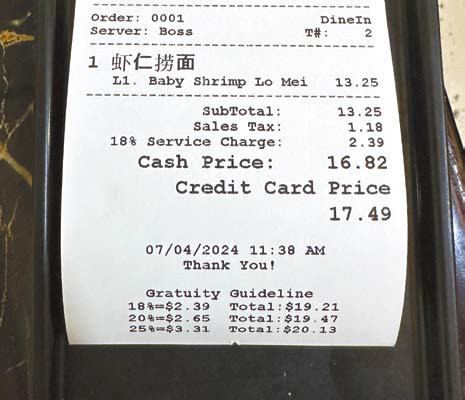 Order: 0001 DineIn
Server: Boss T#: 2
1 虾仁捞面
L1. Baby Shrimp Lo Mei 13.25
SubTotal: 13.25
Sales Tax: 1.18
18% Service Charge: 2.39
Cash Price: 16.82
Credit Card Price
17.49
07/04/2024 11:38 AM
Thank You!
Gratuity Guideline
18%=$2.39 Total:$19.21
20%=$2.65 Total:$19.47
25%=$3.31 Total:$20.13